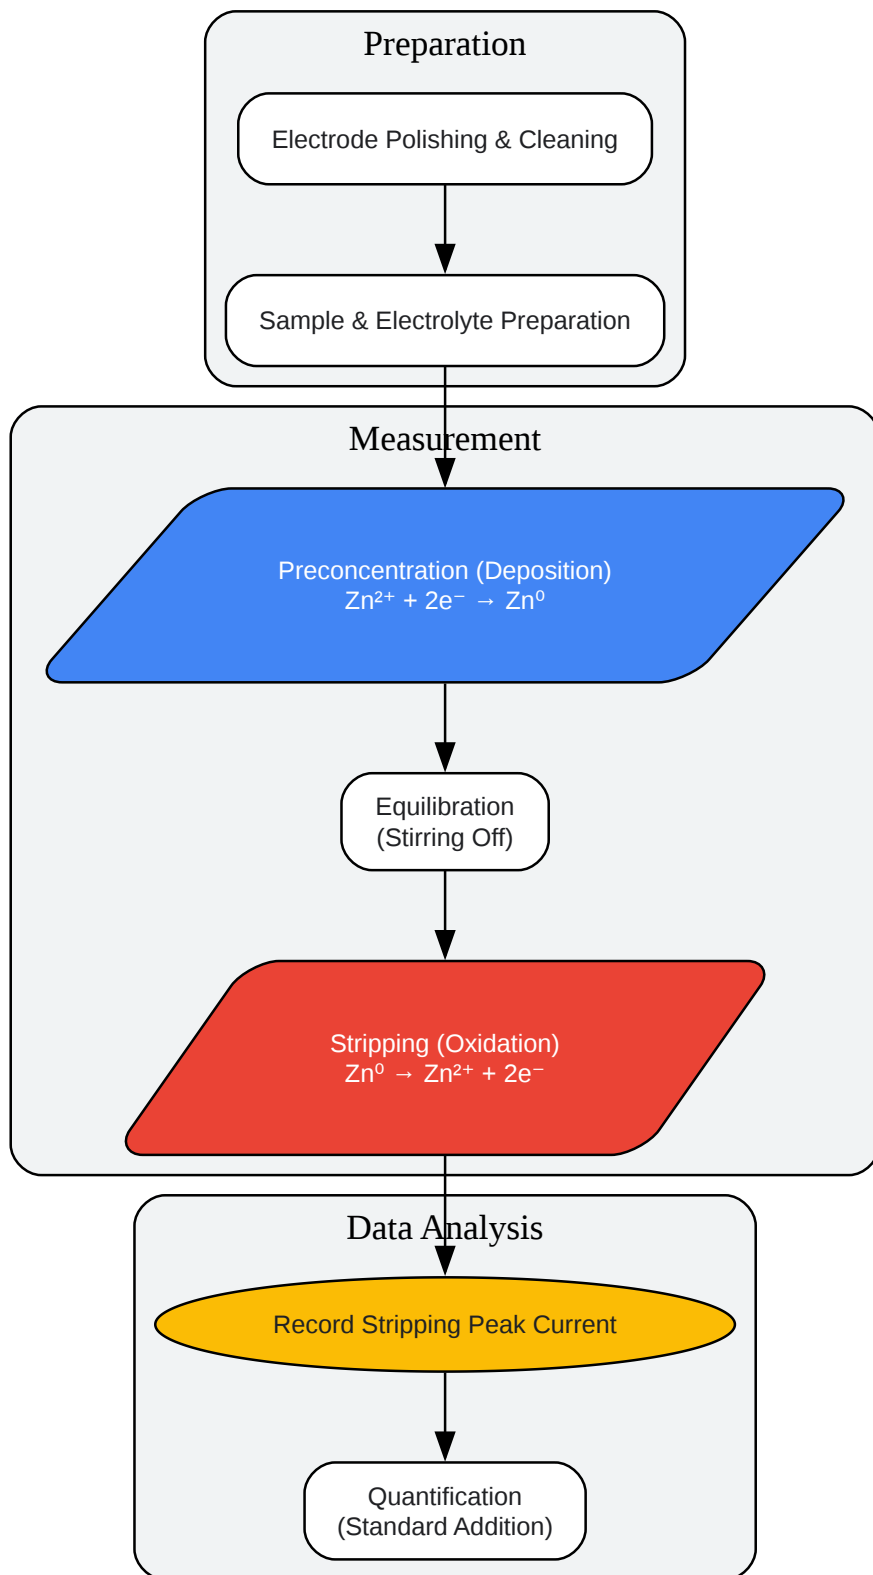 Preparation
Electrode Polishing & Cleaning
Sample & Electrolyte Preparation
Measurement
Preconcentration (Deposition)
Zn²⁺ + 2e⁻ → Zn⁰
Equilibration
(Stirring Off)
Stripping (Oxidation)
Zn⁰ → Zn²⁺ + 2e⁻
Data Analysis
Record Stripping Peak Current
Quantification
(Standard Addition)